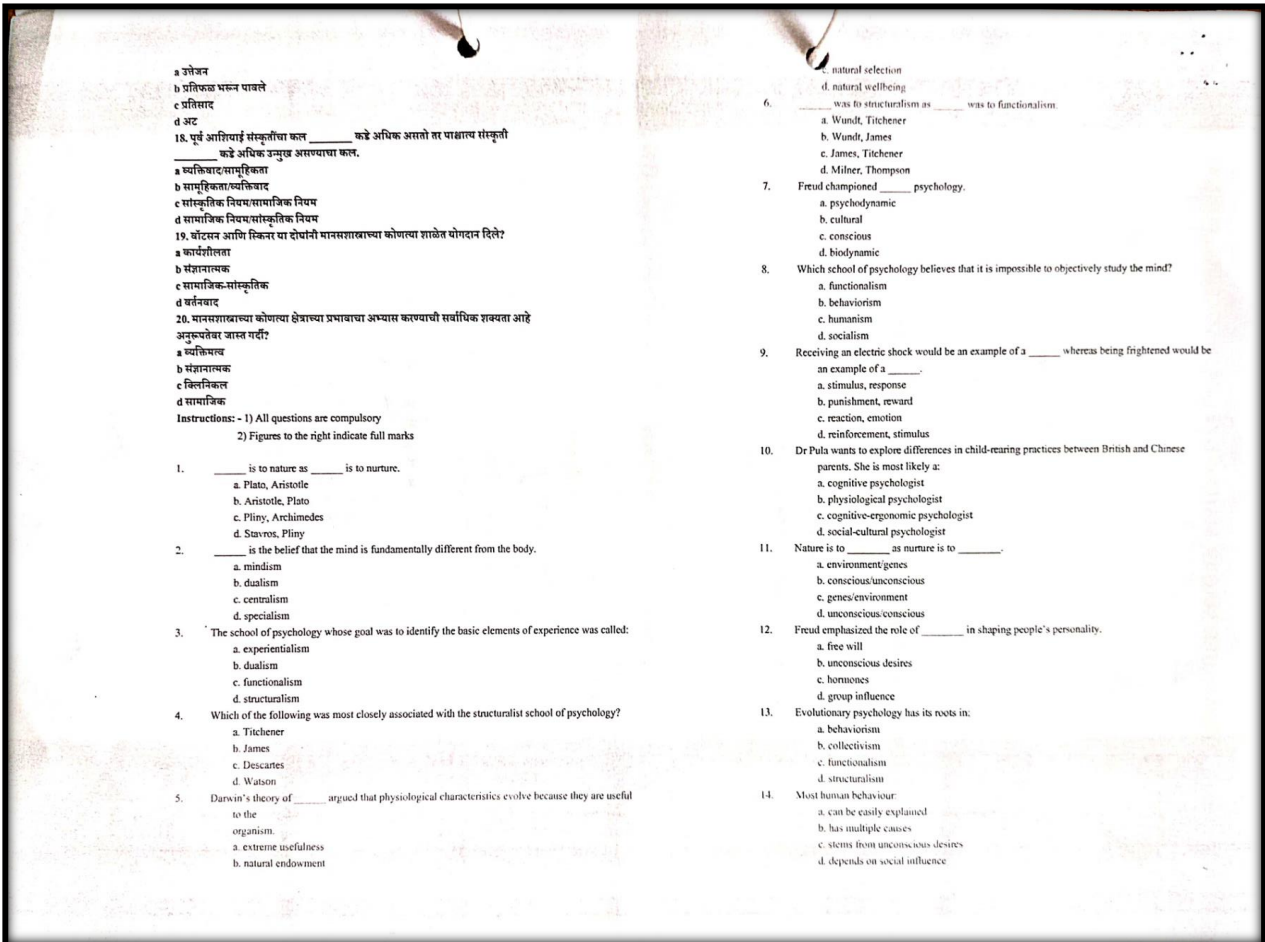 a उत्तेजन
b प्रतिफळ भरून पावले
c प्रतिसाद
d अट
18. पूर्व आशियाई संस्कृतींचा कल ________ कडे अधिक असतो तर पाश्चात्य संस्कृती
________ कडे अधिक उन्मुख असण्याचा कल.
a व्यक्तिवाद/सामूहिकता
b सामूहिकता/व्यक्तिवाद
c सांस्कृतिक नियम/सामाजिक नियम
d सामाजिक नियम/सांस्कृतिक नियम
19. वॉटसन आणि स्किनर या दोघांनी मानसशास्त्राच्या कोणत्या शाळेत योगदान दिले?
a कार्यशीलता
b संज्ञानात्मक
c सामाजिक-सांस्कृतिक
d वर्तनवाद
20. मानसशास्त्राच्या कोणत्या क्षेत्राच्या प्रभावाचा अभ्यास करण्याची सर्वाधिक शक्यता आहे
अनुरूपतेवर जास्त गर्दी?
a व्यक्तिमत्व
b संज्ञानात्मक
c क्लिनिकल
d सामाजिक
Instructions: - 1) All questions are compulsory
2) Figures to the right indicate full marks
1. ______ is to nature as ______ is to nurture.
a. Plato, Aristotle
b. Aristotle, Plato
c. Pliny, Archimedes
d. Stavros, Pliny
2. ______ is the belief that the mind is fundamentally different from the body.
a. mindism
b. dualism
c. centralism
d. specialism
3. The school of psychology whose goal was to identify the basic elements of experience was called:
a. experientialism
b. dualism
c. functionalism
d. structuralism
4. Which of the following was most closely associated with the structuralist school of psychology?
a. Titchener
b. James
c. Descartes
d. Watson
5. Darwin's theory of ______ argued that physiological characteristics evolve because they are useful
to the
organism.
a. extreme usefulness
b. natural endowment
c. natural selection
d. natural wellbeing
6. ______ was to structuralism as ______ was to functionalism.
a. Wundt, Titchener
b. Wundt, James
c. James, Titchener
d. Milner, Thompson
7. Freud championed ______ psychology.
a. psychodynamic
b. cultural
c. conscious
d. biodynamic
8. Which school of psychology believes that it is impossible to objectively study the mind?
a. functionalism
b. behaviorism
c. humanism
d. socialism
9. Receiving an electric shock would be an example of a ______ whereas being frightened would be
an example of a ______.
a. stimulus, response
b. punishment, reward
c. reaction, emotion
d. reinforcement, stimulus
10. Dr Pula wants to explore differences in child-rearing practices between British and Chinese
parents. She is most likely a:
a. cognitive psychologist
b. physiological psychologist
c. cognitive-ergonomic psychologist
d. social-cultural psychologist
11. Nature is to ________ as nurture is to ________.
a. environment/genes
b. conscious/unconscious
c. genes/environment
d. unconscious/conscious
12. Freud emphasized the role of ________ in shaping people's personality.
a. free will
b. unconscious desires
c. hormones
d. group influence
13. Evolutionary psychology has its roots in:
a. behaviorism
b. collectivism
c. functionalism
d. structuralism
14. Most human behaviour:
a. can be easily explained
b. has multiple causes
c. stems from unconscious desires
d. depends on social influence